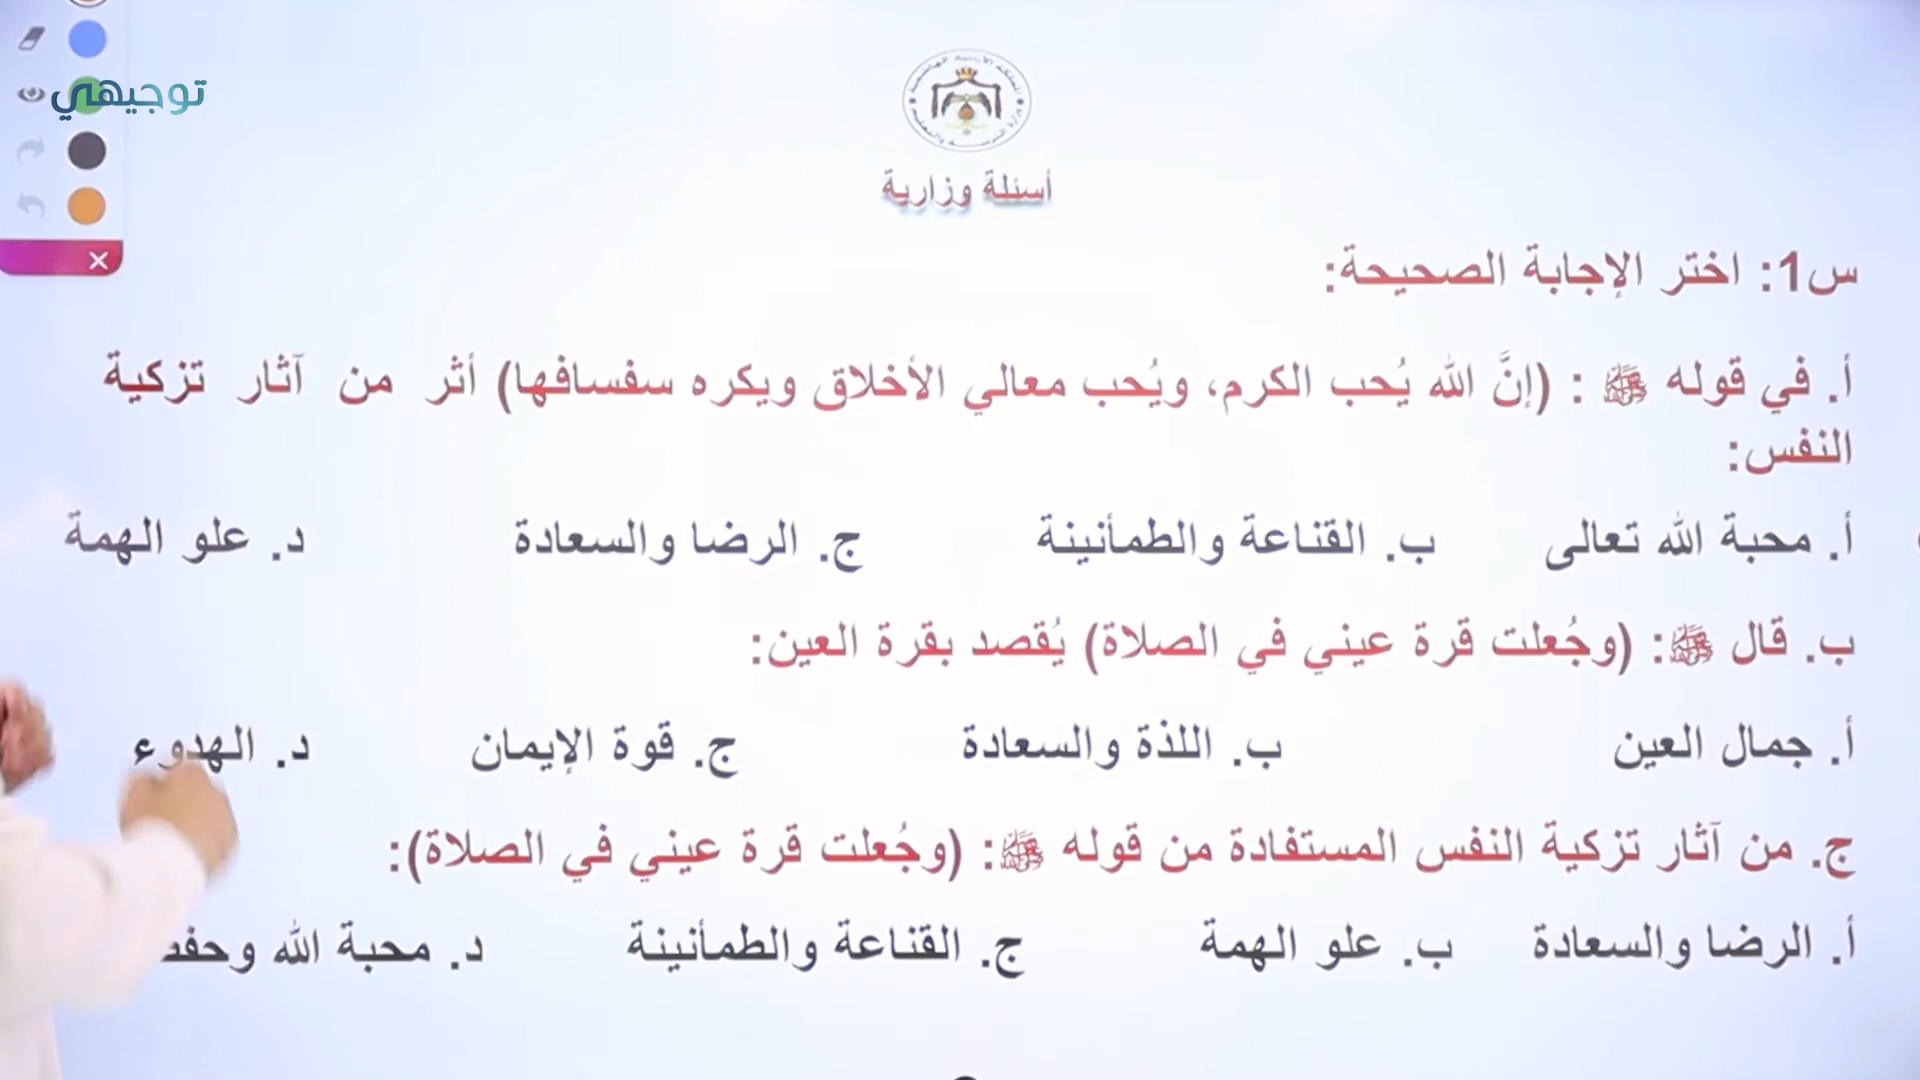 توجيهي
أسئلة وزارية
س1: اختر الإجابة الصحيحة:
أ. في قوله ﷺ : (إنَّ الله يُحب الكرم، ويُحب معالي الأخلاق ويكره سفسافها) أثر من آثار تزكية
النفس:
أ. محبة الله تعالى ب. القناعة والطمأنينة ج. الرضا والسعادة د. علو الهمة
ب. قال ﷺ: (وجُعلت قرة عيني في الصلاة) يُقصد بقرة العين:
أ. جمال العين ب. اللذة والسعادة ج. قوة الإيمان د. الهدوء
ج. من آثار تزكية النفس المستفادة من قوله ﷺ: (وجُعلت قرة عيني في الصلاة):
أ. الرضا والسعادة ب. علو الهمة ج. القناعة والطمأنينة د. محبة الله